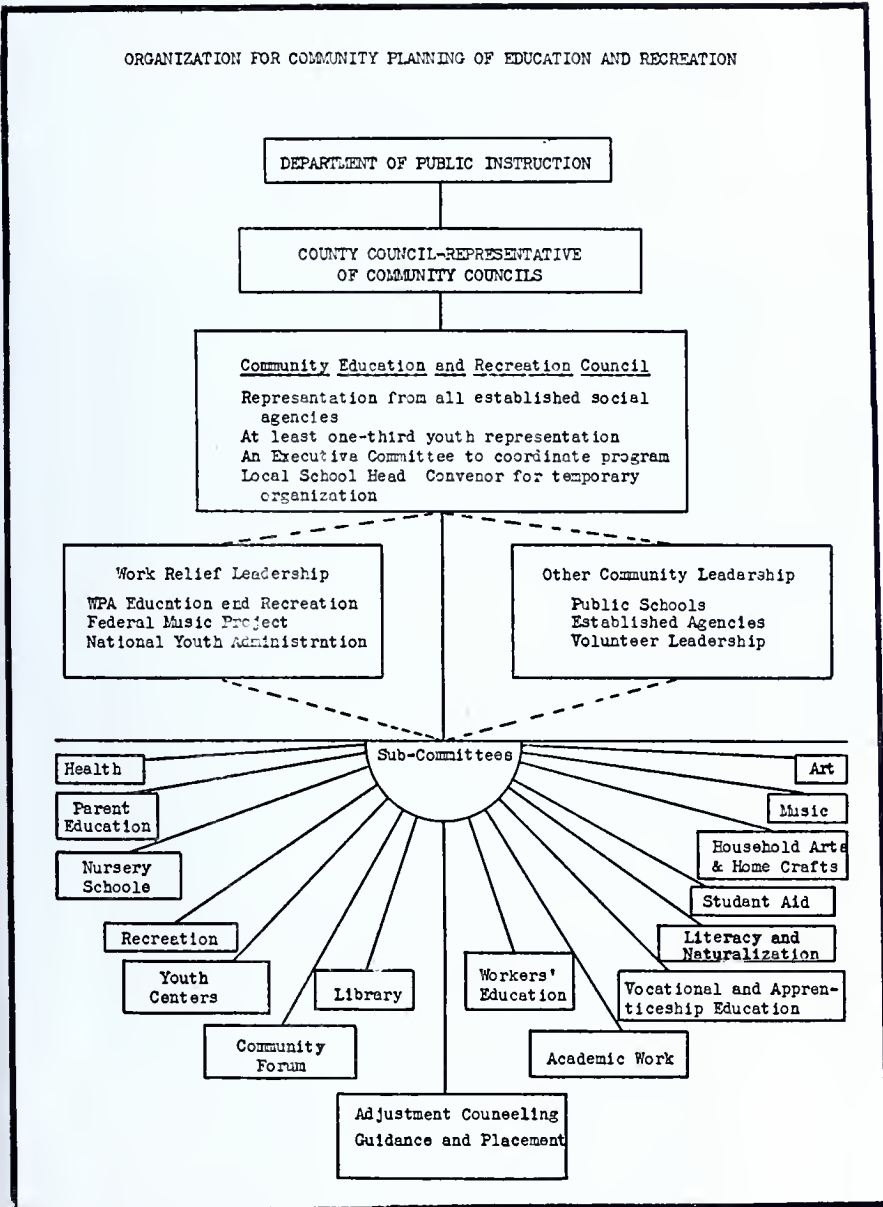 ORGANIZATION FOR COMMUNITY PLANNING OF EDUCATION AND RECREATION
DEPARTMENT OF PUBLIC INSTRUCTION
COUNTY COUNCIL-REPRESENTATIVE
OF COMMUNITY COUNCILS
Community Education and Recreation Council
Representation from all established social
agencies
At least one-third youth representation
An Executive Committee to coordinate program
Local School Head Convenor for temporary
organization
Work Relief Leadership
WPA Education and Recreation
Federal Music Project
National Youth Administration
Other Community Leadership
Public Schools
Established Agencies
Volunteer Leadership
Sub-Committees
Health
Parent
Education
Nursery
Schools
Recreation
Youth
Centers
Community
Forum
Library
Adjustment Counseling
Guidance and Placement
Workers'
Education
Academic Work
Vocational and Appren-
ticeship Education
Literacy and
Naturalization
Student Aid
Household Arts
& Home Crafts
Music
Art